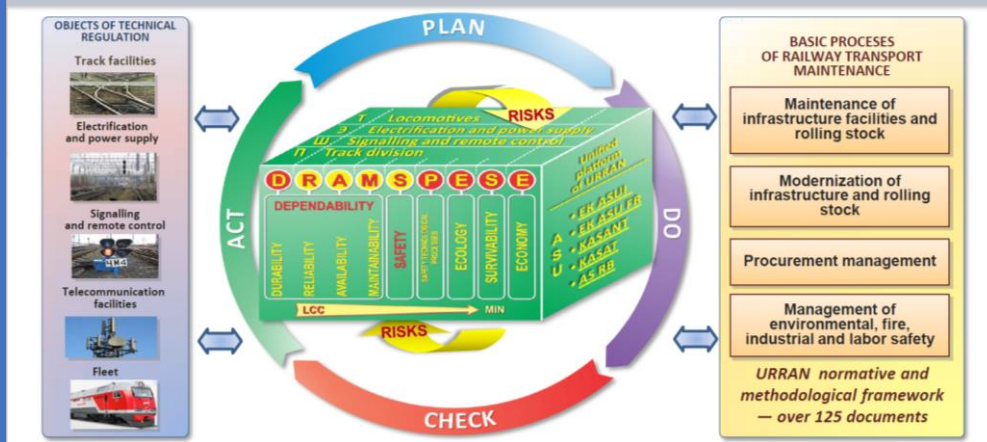 OBJECTS OF TECHNICAL
REGULATION
Track facilities
Electrification
and power supply
Signalling
and remote control
ЧМ4
Telecommunication
facilities
Fleet
PLAN
DO
CHECK
ACT
RISKS
Т Locomotives
Э Electrification and power supply
Ш Signalling and remote control
П Track division
D R A M S P E S E
DEPENDABILITY
DURABILITY
RELIABILITY
AVAILABILITY
MAINTAINABILITY
SAFETY
SAFETY TECHNOLOGICAL
PROCESSES
ECOLOGY
SURVIVABILITY
ECONOMY
LCC MIN
RISKS
Unified
platform
of URRAN
A S U
• EK ASUI
• EK ASU FR
• KASANT
• KASAT
• AS RB
BASIC PROCESES
OF RAILWAY TRANSPORT
MAINTENANCE
Maintenance of
infrastructure facilities and
rolling stock
Modernization of
infrastructure and rolling
stock
Procurement management
Management of
environmental, fire,
industrial and labor safety
URRAN normative and
methodological framework
— over 125 documents